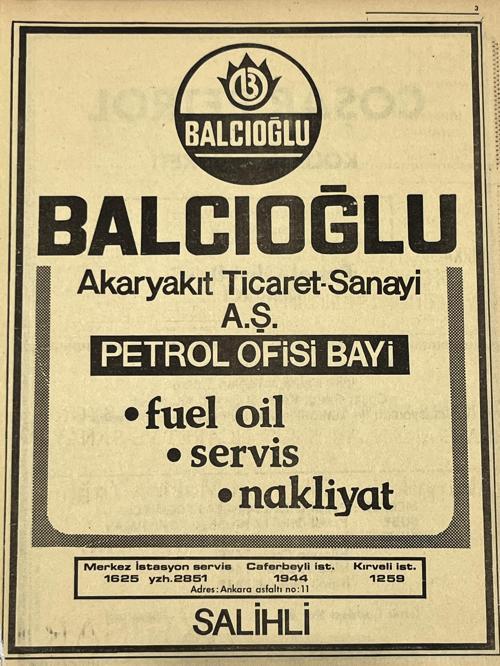 3
B
BALCIOĞLU
BALCIOĞLU
Akaryakıt Ticaret-Sanayi
A.Ş.
PETROL OFİSİ BAYİ
• fuel oil
• servis
• nakliyat
Merkez İstasyon servis Caferbeyli ist. Kırveli ist.
1625 yzh.2851 1944 1259
Adres: Ankara asfaltı no:11
SALİHLİ